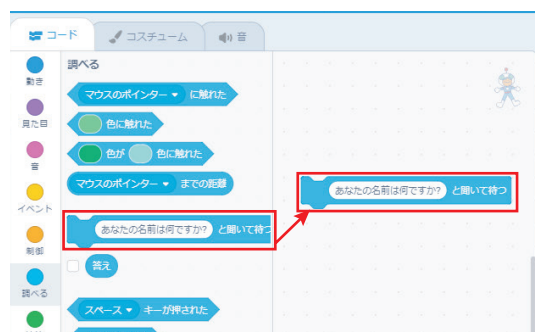 コード
コスチューム
音
動き
見た目
音
イベント
制御
調べる
調べる
マウスのポインター に触れた
色に触れた
色が 色に触れた
マウスのポインター までの距離
あなたの名前は何ですか? と聞いて待つ
答え
スペース キーが押された
あなたの名前は何ですか? と聞いて待つ